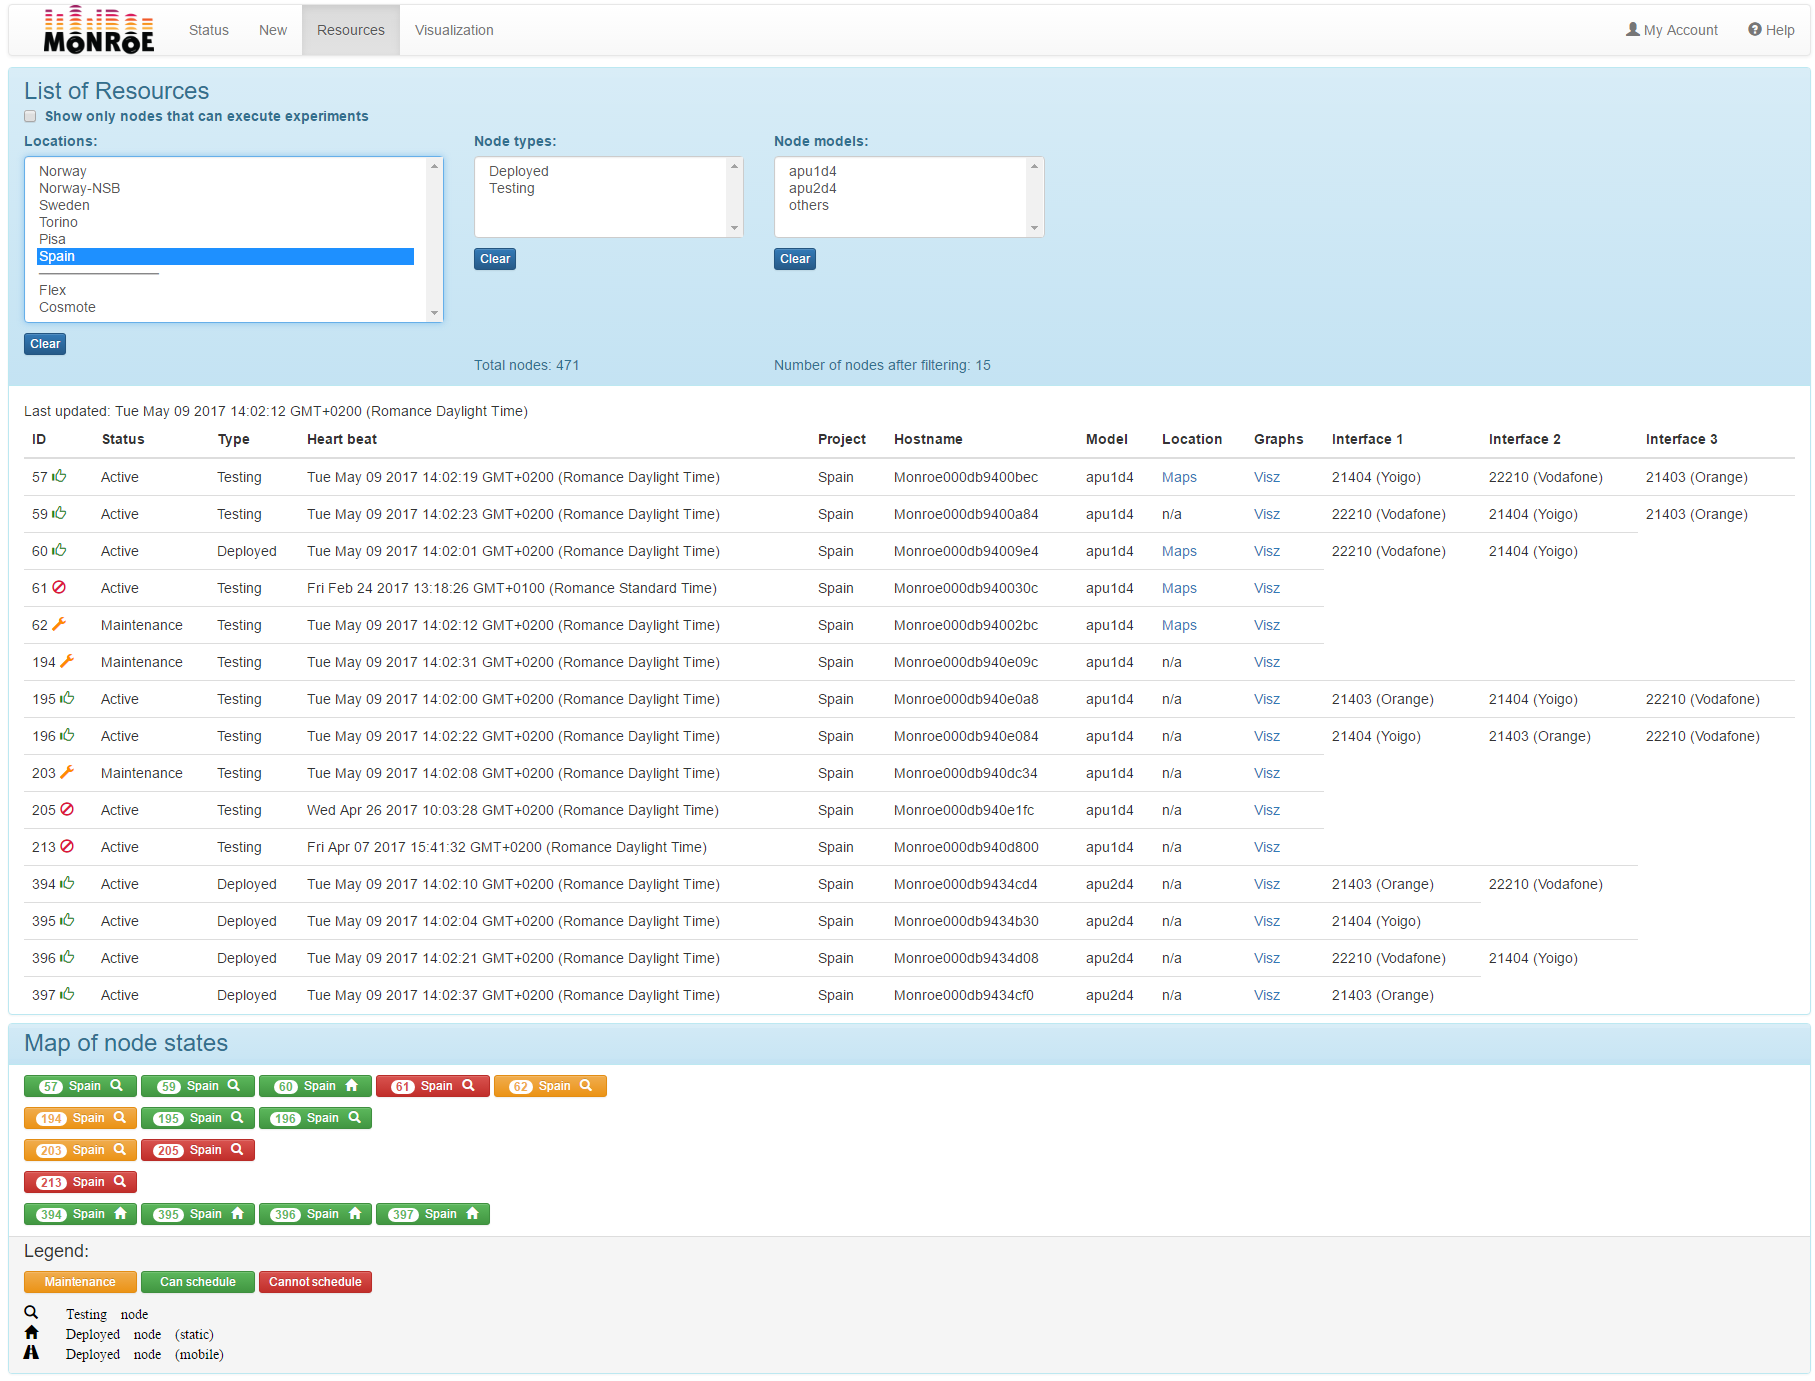 MONROE Status New Resources Visualization My Account Help
List of Resources
Show only nodes that can execute experiments
Locations: Node types: Node models:
Norway Deployed apu1d4
Norway-NSB Testing apu2d4
Sweden others
Torino
Pisa
Spain
Clear Clear
Flex
Cosmote
Clear
Total nodes: 471 Number of nodes after filtering: 15
Last updated: Tue May 09 2017 14:02:12 GMT+0200 (Romance Daylight Time)
ID Status Type Heart beat Project Hostname Model Location Graphs Interface 1 Interface 2 Interface 3
57 Active Testing Tue May 09 2017 14:02:19 GMT+0200 (Romance Daylight Time) Spain Monroe000db9400bec apu1d4 Maps Visz 21404 (Yoigo) 22210 (Vodafone) 21403 (Orange)
59 Active Testing Tue May 09 2017 14:02:23 GMT+0200 (Romance Daylight Time) Spain Monroe000db9400a84 apu1d4 n/a Visz 22210 (Vodafone) 21404 (Yoigo) 21403 (Orange)
60 Active Deployed Tue May 09 2017 14:02:01 GMT+0200 (Romance Daylight Time) Spain Monroe000db94009e4 apu1d4 Maps Visz 22210 (Vodafone) 21404 (Yoigo)
61 Active Testing Fri Feb 24 2017 13:18:26 GMT+0100 (Romance Standard Time) Spain Monroe000db940030c apu1d4 Maps Visz
62 Maintenance Testing Tue May 09 2017 14:02:12 GMT+0200 (Romance Daylight Time) Spain Monroe000db94002bc apu1d4 Maps Visz
194 Maintenance Testing Tue May 09 2017 14:02:31 GMT+0200 (Romance Daylight Time) Spain Monroe000db940e09c apu1d4 n/a Visz
195 Active Testing Tue May 09 2017 14:02:00 GMT+0200 (Romance Daylight Time) Spain Monroe000db940e0a8 apu1d4 n/a Visz 21403 (Orange) 21404 (Yoigo) 22210 (Vodafone)
196 Active Testing Tue May 09 2017 14:02:22 GMT+0200 (Romance Daylight Time) Spain Monroe000db940e084 apu1d4 n/a Visz 21404 (Yoigo) 21403 (Orange) 22210 (Vodafone)
203 Maintenance Testing Tue May 09 2017 14:02:08 GMT+0200 (Romance Daylight Time) Spain Monroe000db940dc34 apu1d4 n/a Visz
205 Active Testing Wed Apr 26 2017 10:03:28 GMT+0200 (Romance Daylight Time) Spain Monroe000db940e1fc apu1d4 n/a Visz
213 Active Testing Fri Apr 07 2017 15:41:32 GMT+0200 (Romance Daylight Time) Spain Monroe000db940d800 apu1d4 n/a Visz
394 Active Deployed Tue May 09 2017 14:02:10 GMT+0200 (Romance Daylight Time) Spain Monroe000db9434cd4 apu2d4 n/a Visz 21403 (Orange) 22210 (Vodafone)
395 Active Deployed Tue May 09 2017 14:02:04 GMT+0200 (Romance Daylight Time) Spain Monroe000db9434b30 apu2d4 n/a Visz 21404 (Yoigo)
396 Active Deployed Tue May 09 2017 14:02:21 GMT+0200 (Romance Daylight Time) Spain Monroe000db9434d08 apu2d4 n/a Visz 22210 (Vodafone) 21404 (Yoigo)
397 Active Deployed Tue May 09 2017 14:02:37 GMT+0200 (Romance Daylight Time) Spain Monroe000db9434cf0 apu2d4 n/a Visz 21403 (Orange)
Map of node states
57 Spain 59 Spain 60 Spain 61 Spain 62 Spain
194 Spain 195 Spain 196 Spain
203 Spain 205 Spain
213 Spain
394 Spain 395 Spain 396 Spain 397 Spain
Legend:
Maintenance Can schedule Cannot schedule
Testing node
Deployed node (static)
Deployed node (mobile)